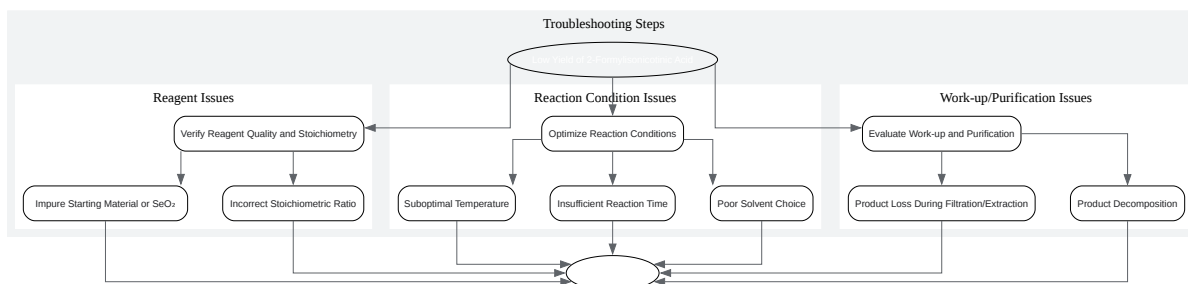 Troubleshooting Steps
Reagent Issues
Reaction Condition Issues
Work-up/Purification Issues
Verify Reagent Quality and Stoichiometry
Optimize Reaction Conditions
Evaluate Work-up and Purification
Impure Starting Material or SeO₂
Incorrect Stoichiometric Ratio
Suboptimal Temperature
Insufficient Reaction Time
Poor Solvent Choice
Product Loss During Filtration/Extraction
Product Decomposition